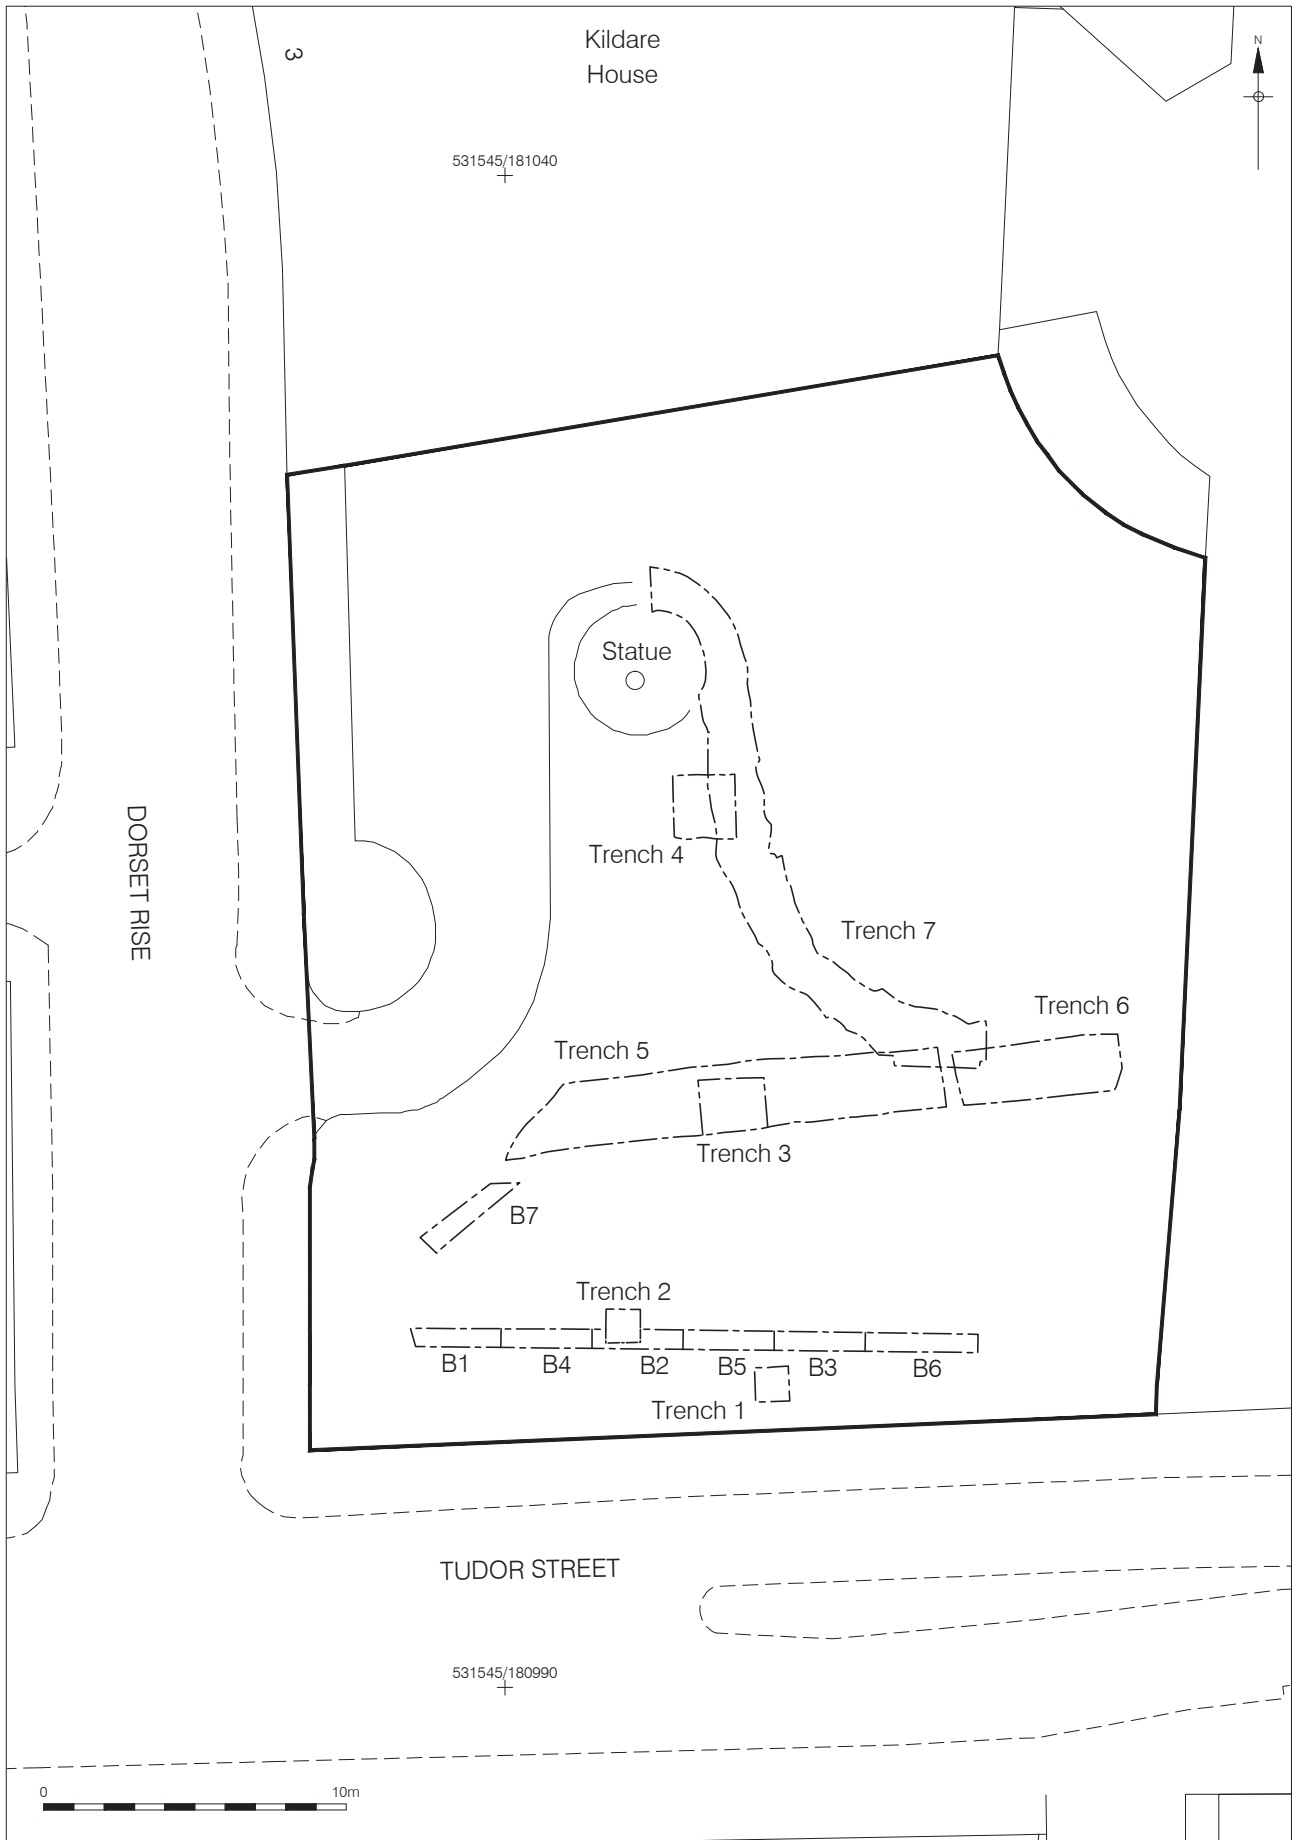 Kildare
House
3
N
531545/181040
Statue
DORSET RISE
Trench 4
Trench 7
Trench 6
Trench 5
Trench 3
B7
Trench 2
B1
B4
B2
B5
B3
B6
Trench 1
TUDOR STREET
531545/180990
0
10m